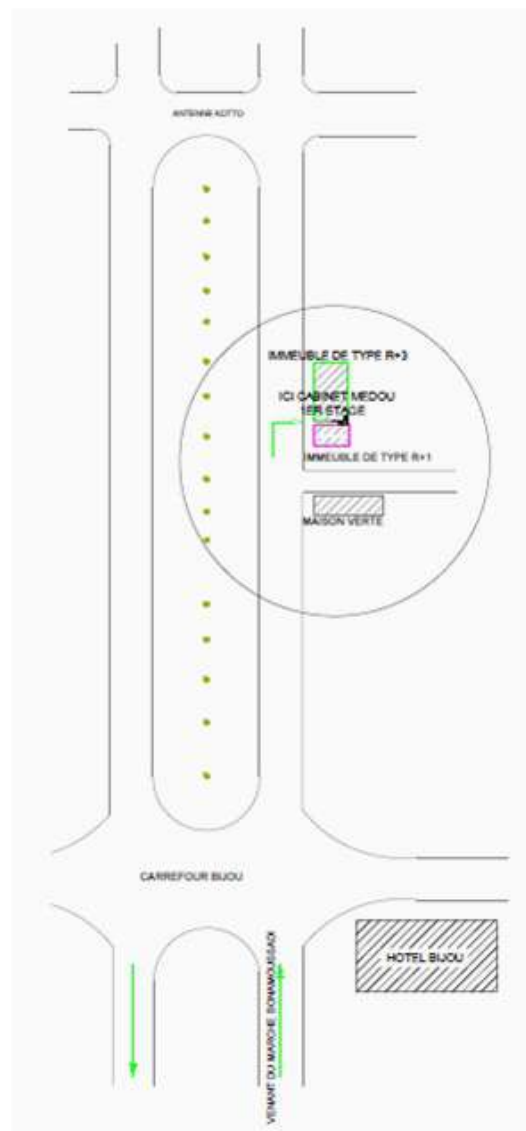 ANTENNE KOTTO
IMMEUBLE DE TYPE R+3
ICI CABINET MEDOU
1ER ETAGE
IMMEUBLE DE TYPE R+1
MAISON VERTE
CARREFOUR BIJOU
HOTEL BIJOU
VENANT DU MARCHE BONAMOUSSADI